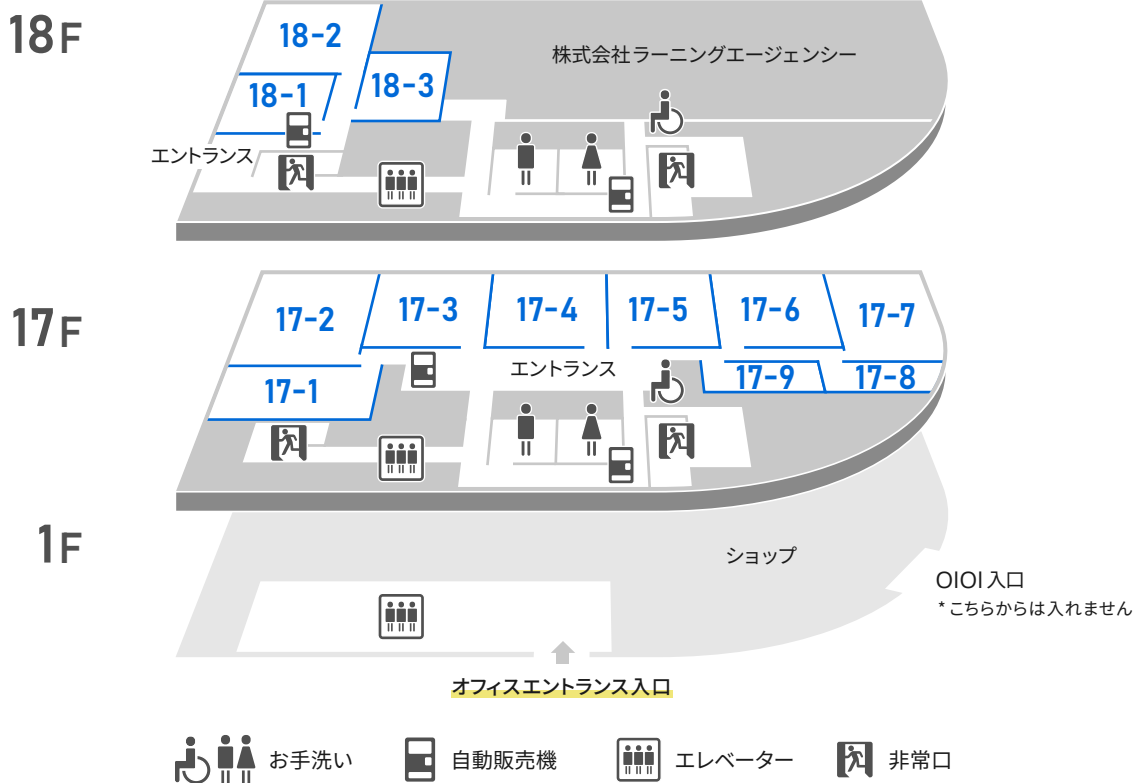 18F
18-2
株式会社ラーニングエージェンシー
18-1
18-3
エントランス
17F
17-2
17-3
17-4
17-5
17-6
17-7
エントランス
17-1
17-9
17-8
1F
ショップ
OIOI入口
*こちらからは入れません
オフィスエントランス入口
お手洗い
自動販売機
エレベーター
非常口